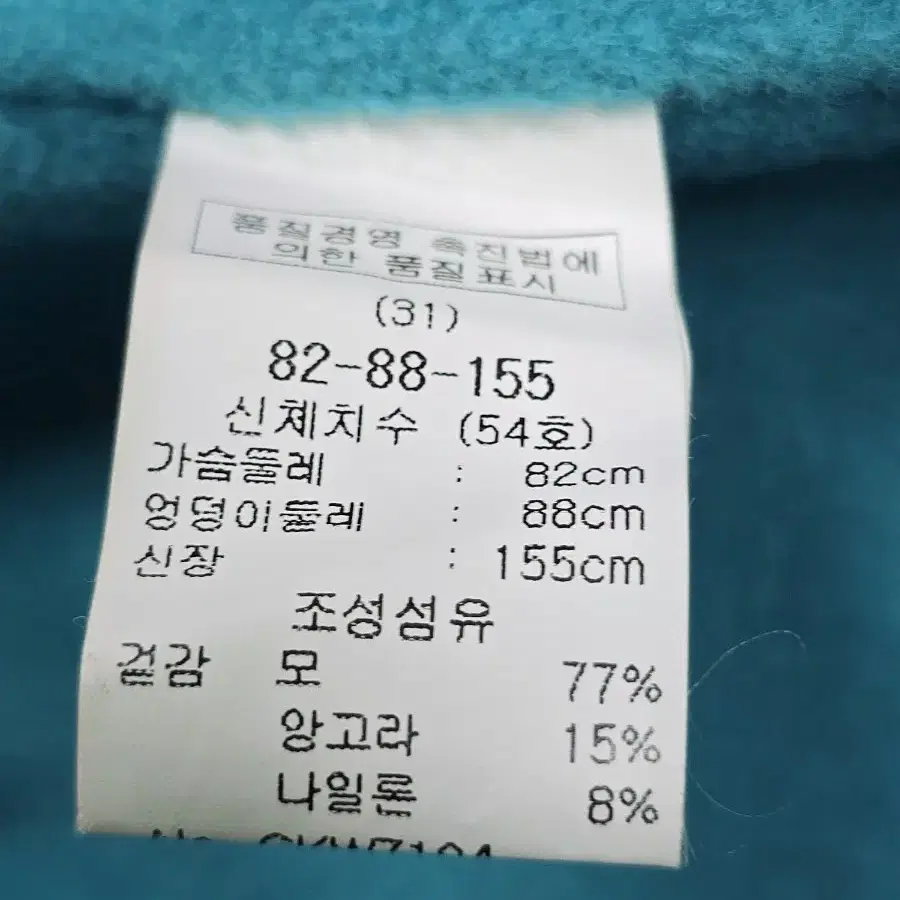 품질경영 촉진법에
의한 품질표시
(31)
82-88-155
신체치수 (54호)
가슴둘레 : 82cm
엉덩이둘레 : 88cm
신장 : 155cm
조성섬유
겉감 모 77%
앙고라 15%
나일론 8%